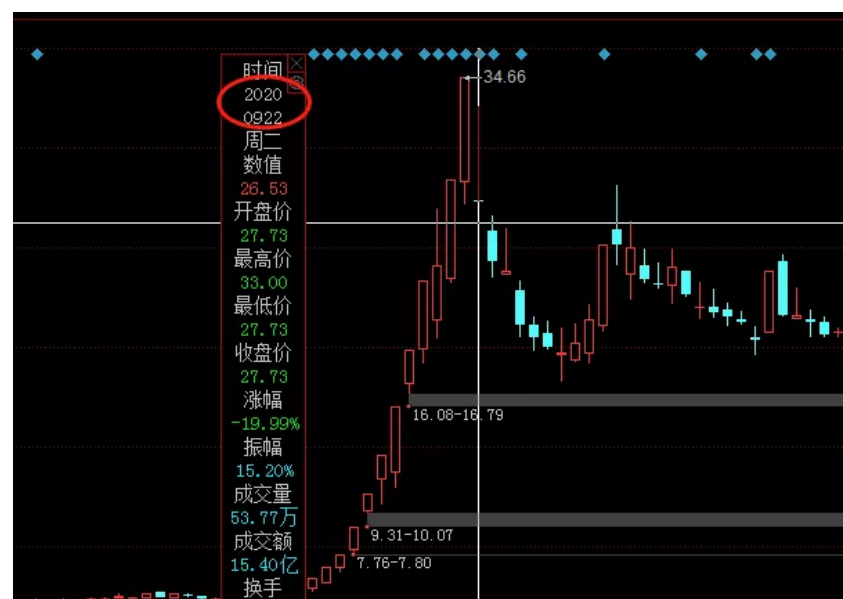 时间
2020
0922
周二
数值
26.53
开盘价
27.73
最高价
33.00
最低价
27.73
收盘价
27.73
涨幅
-19.99%
振幅
15.20%
成交量
53.77万
成交额
15.40亿
换手
34.66
16.08-16.79
9.31-10.07
7.76-7.80